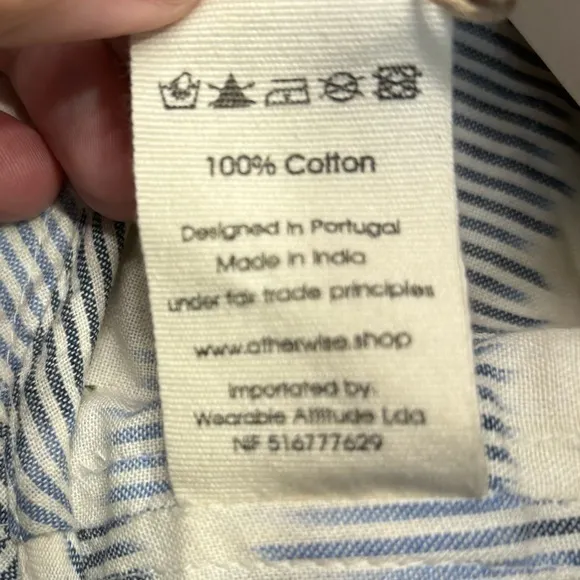 100% Cotton
Designed in Portugal
Made in India
under fair trade principles
www.otherwise.shop
Imported by:
Wearable Attitude Lda
NIF 516777629